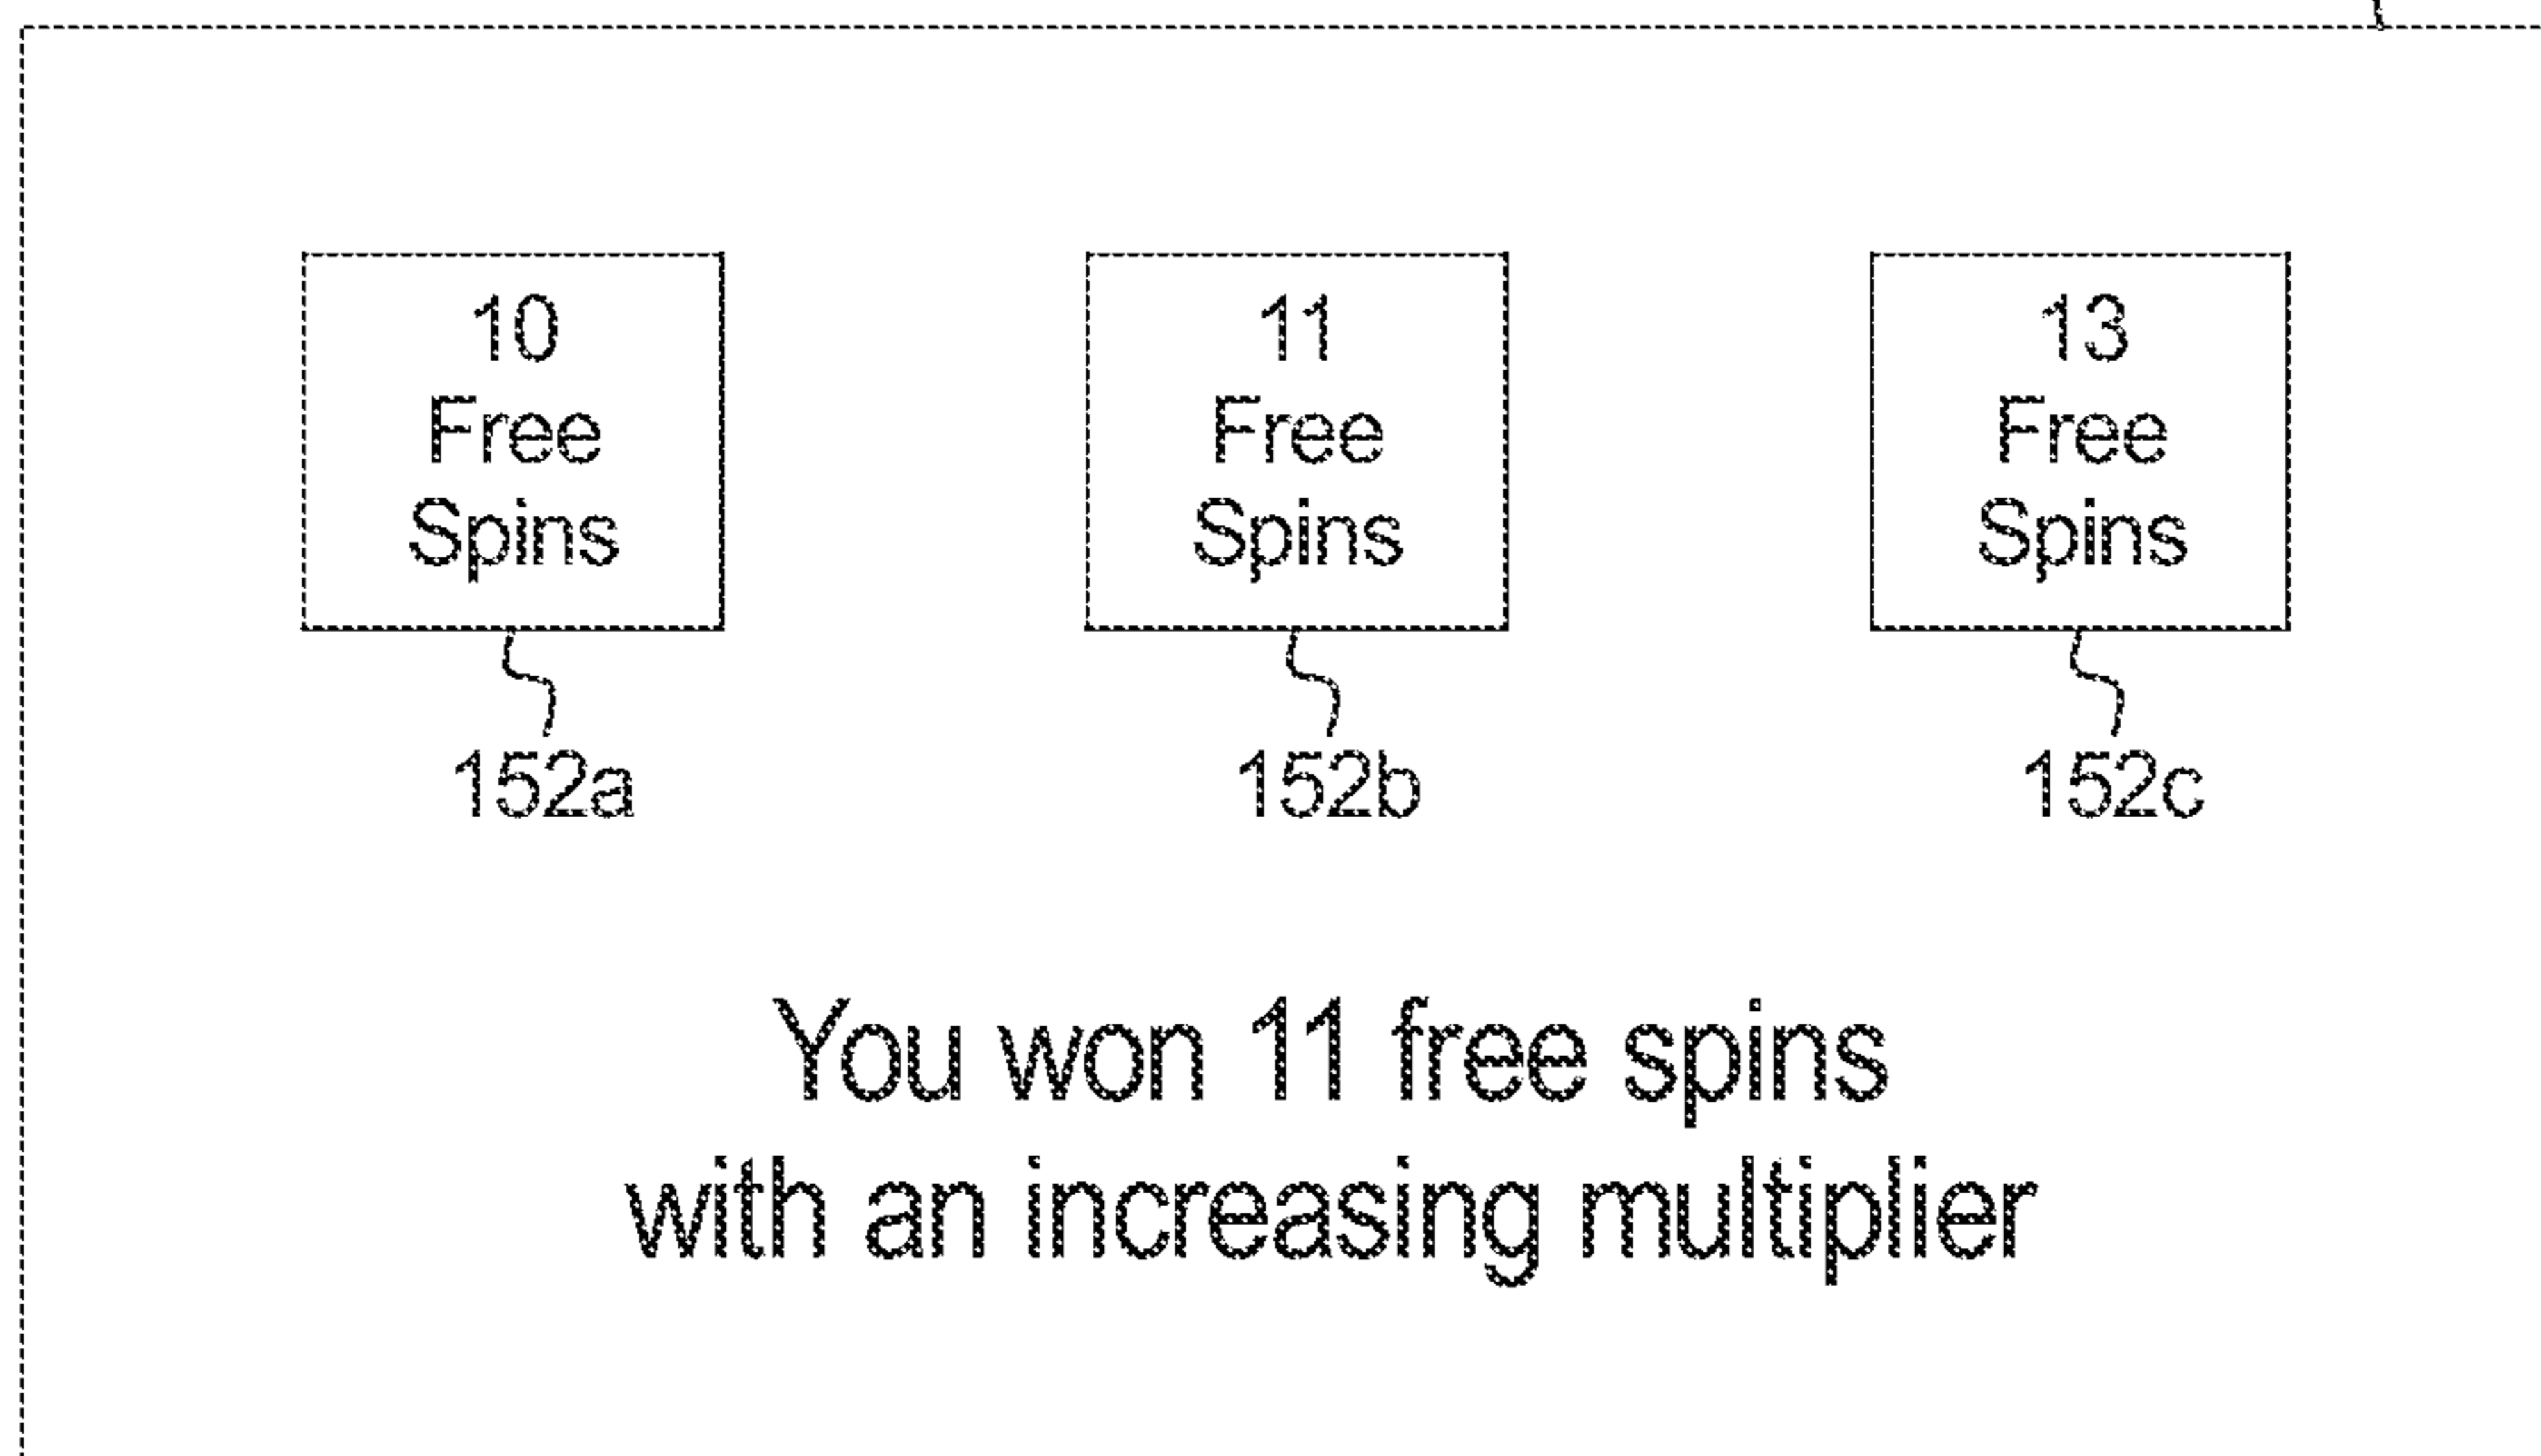 10
Free
Spins
152a
11
Free
Spins
152b
13
Free
Spins
152c
You won 11 free spins
with an increasing multiplier